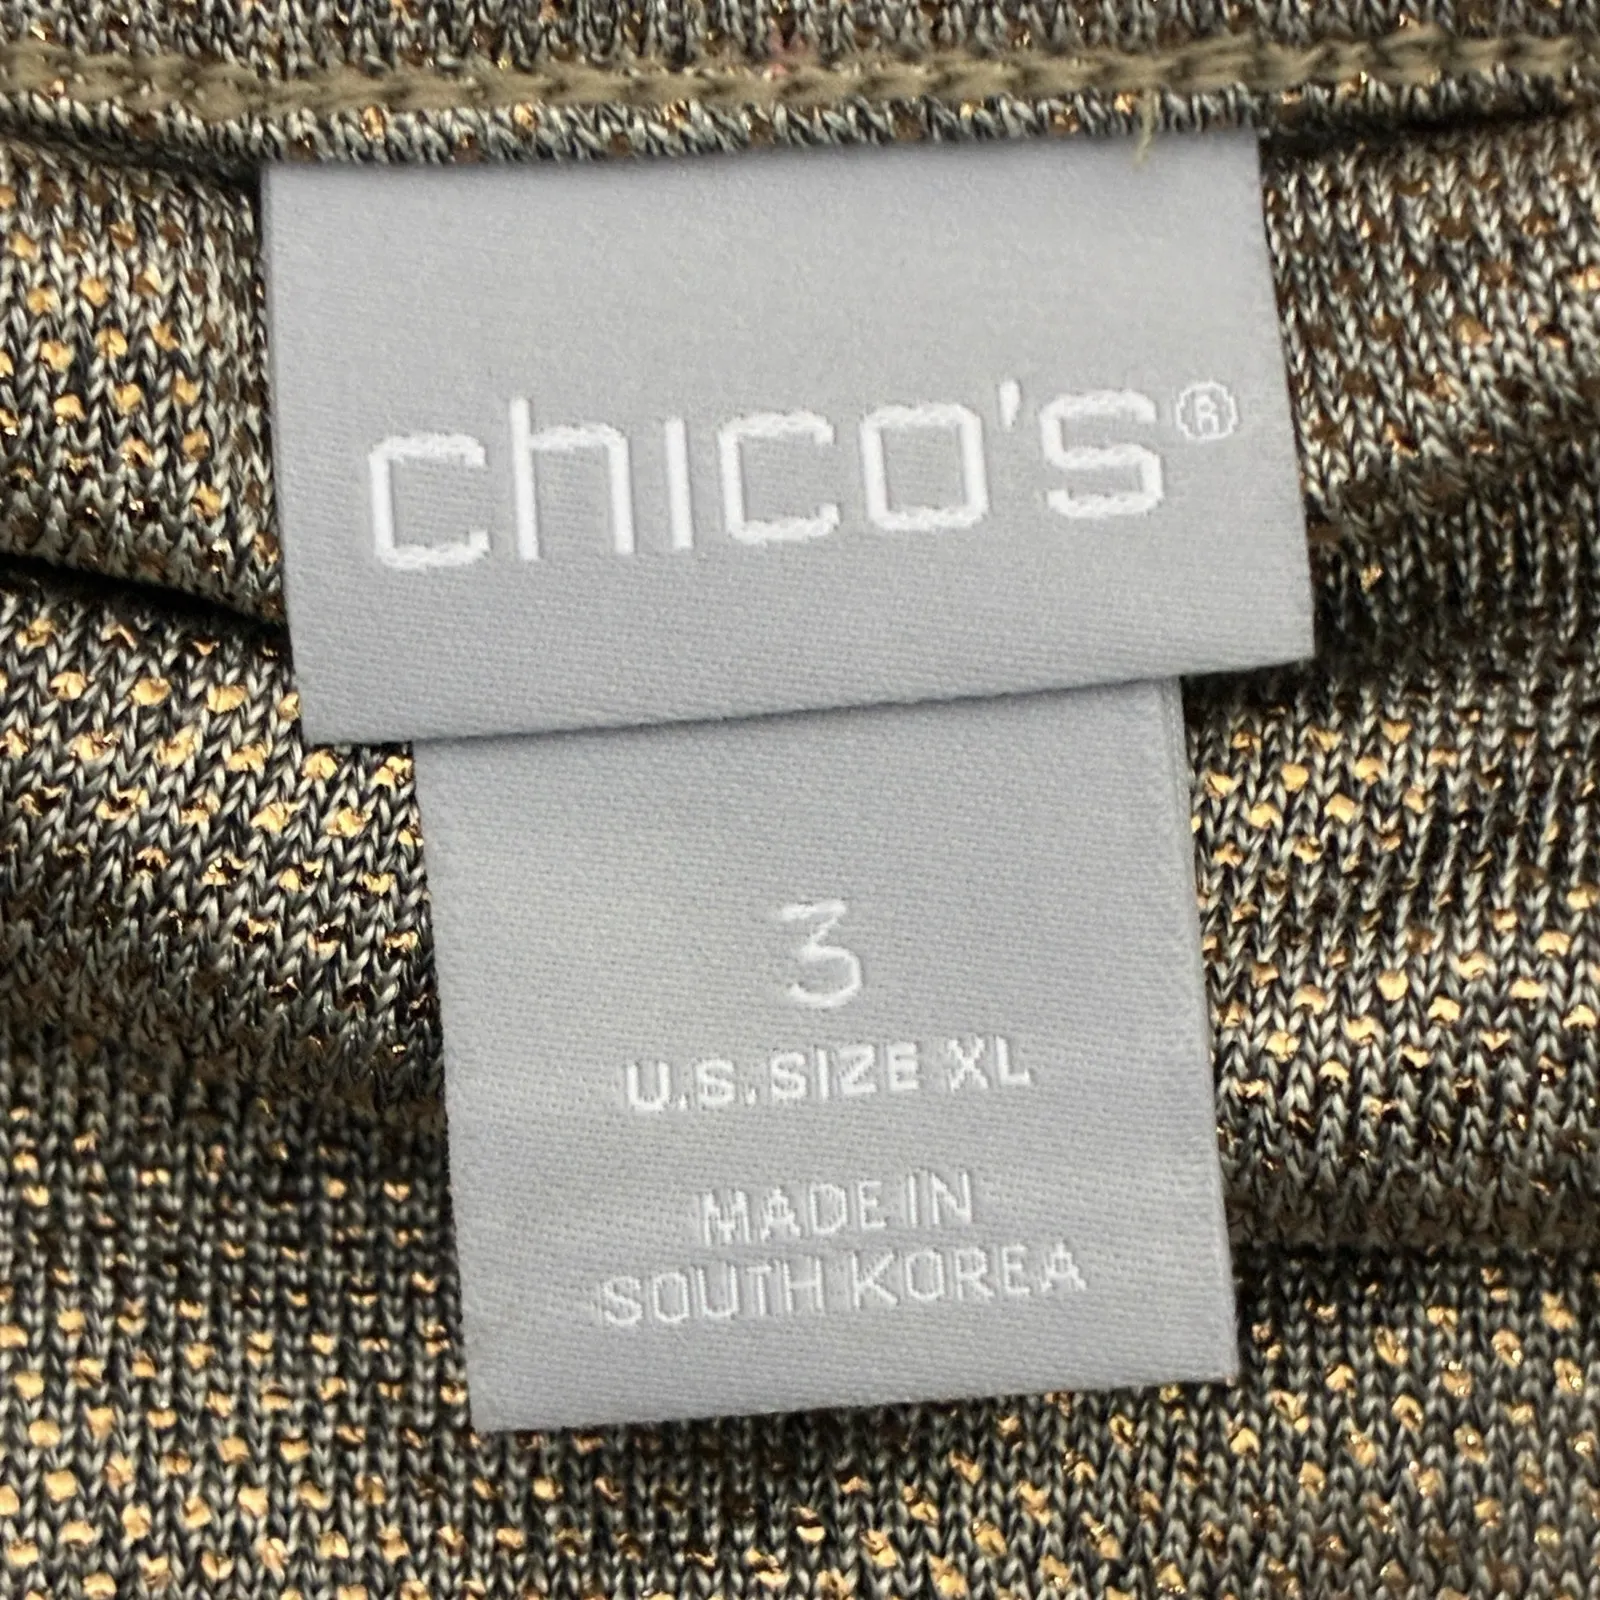 chico's®
3
U.S.SIZE XL
MADE IN
SOUTH KOREA